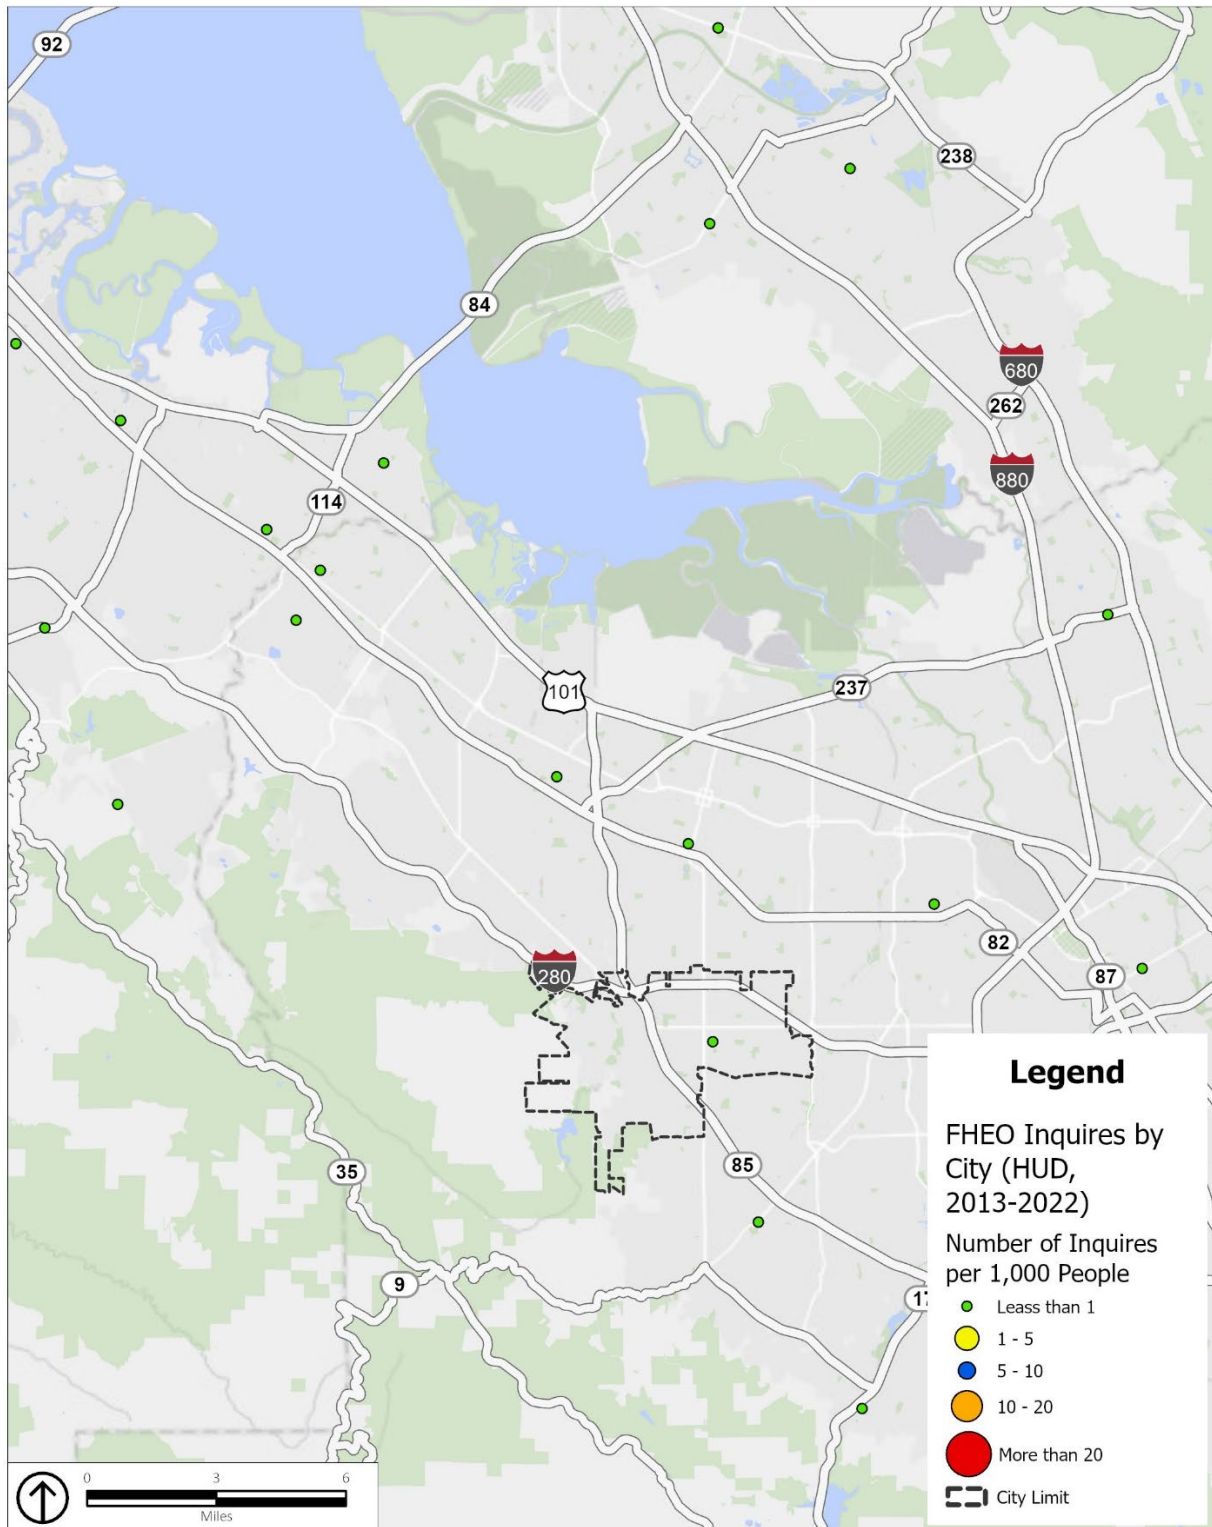 92
238
84
680
262
880
114
101
237
4
82
280
87
Legend
FHEO Inquires by
City (HUD,
2013-2022)
Number of Inquires
per 1,000 People
Leass than 1
1 - 5
5 - 10
10 - 20
More than 20
City Limit
85
35
9
17
0 3 6
Miles